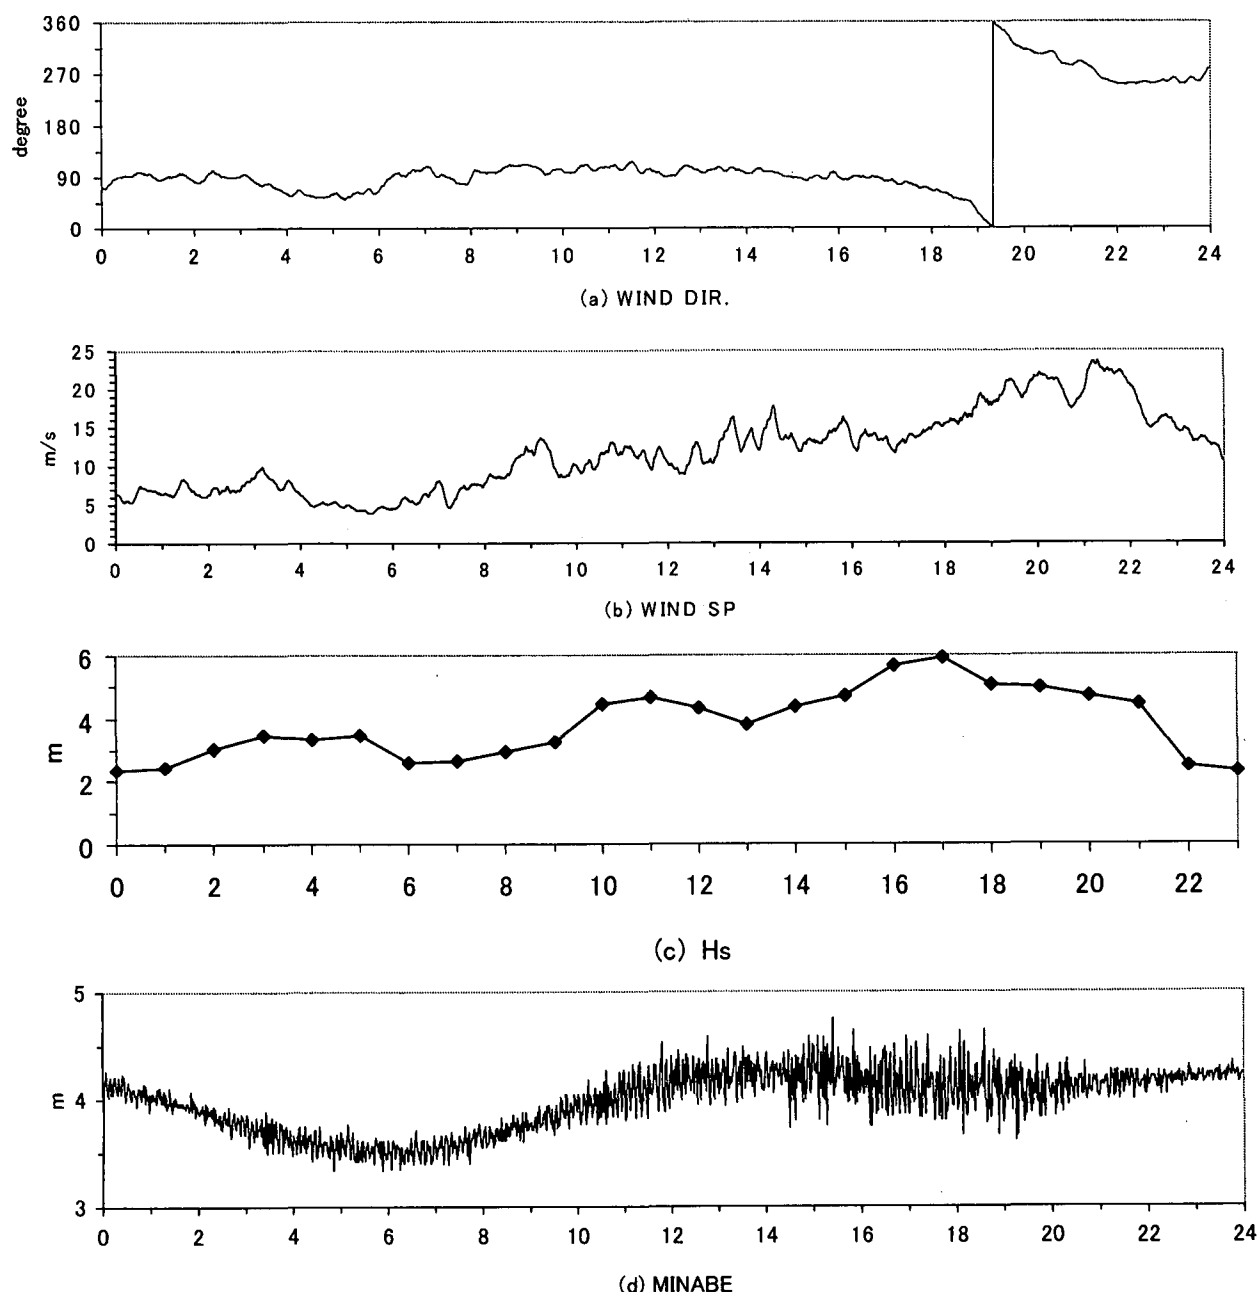 360
270
180
90
0
degree
0 2 4 6 8 10 12 14 16 18 20 22 24
(a) WIND DIR.
25
20
15
10
5
0
m/s
0 2 4 6 8 10 12 14 16 18 20 22 24
(b) WIND SP
6
4
2
0
m
0 2 4 6 8 10 12 14 16 18 20 22
(c) Hs
5
4
3
m
0 2 4 6 8 10 12 14 16 18 20 22 24
(d) MINABE